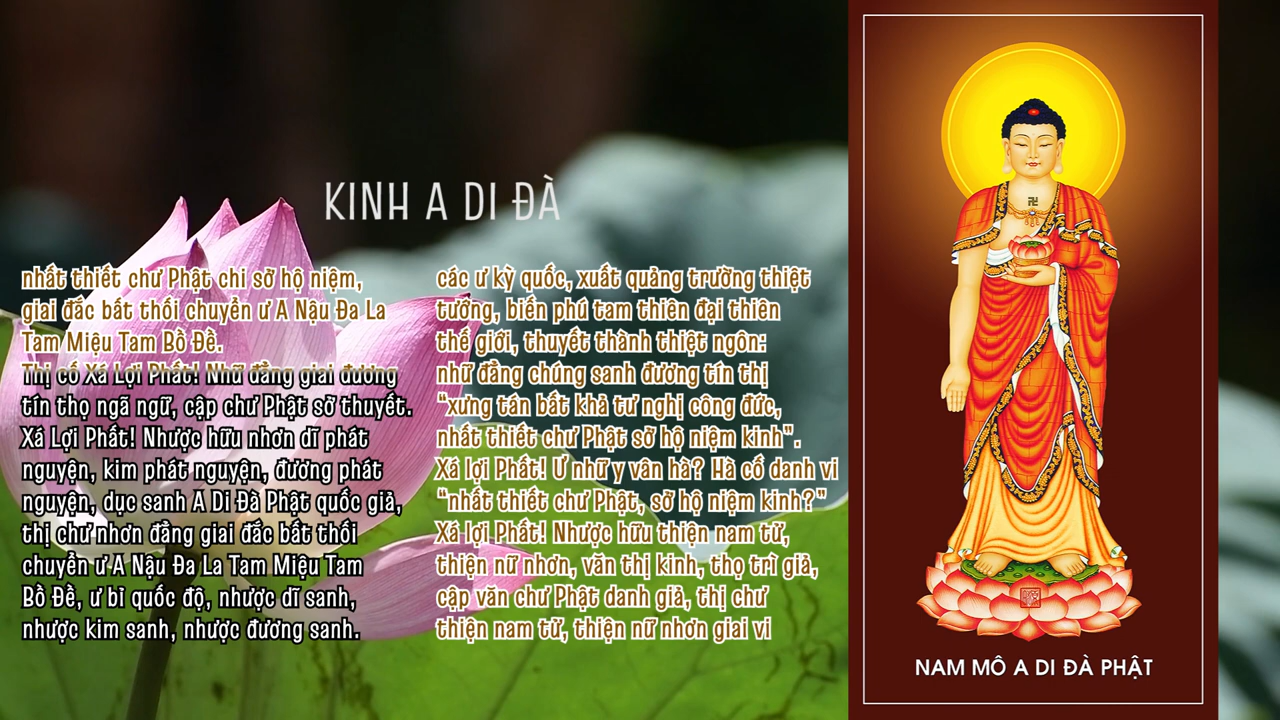 KINH A DI ĐÀ
nhất thiết chư Phật chi sỡ hộ niệm,
giai đắc bất thối chuyển ư A Nậu Đa La
Tam Miệu Tam Bồ Đề.
Thị cố Xá Lợi Phất! Nhữ đẳng giai đương
tín thọ ngã ngữ, cập chư Phật sỡ thuyết.
Xá Lợi Phất! Nhược hữu nhơn dĩ phát
nguyện, kim phát nguyện, đương phát
nguyện, dục sanh A Di Đà Phật quốc giả,
thị chư nhơn đẳng giai đắc bất thối
chuyển ư A Nậu Đa La Tam Miệu Tam
Bồ Đề, ư bỉ quốc độ, nhược dĩ sanh,
nhược kim sanh, nhược đương sanh.
các ư kỳ quốc, xuất quảng trường thiệt
tướng, biến phú tam thiên đại thiên
thế giới, thuyết thành thiệt ngôn:
nhữ đẳng chúng sanh đương tín thị
“xưng tán bất khả tư nghị công đức,
nhất thiết chư Phật sỡ hộ niệm kinh”.
Xá lợi Phất! Ư nhữ y vân hà? Hà cố danh vi
“nhất thiết chư Phật, sỡ hộ niệm kinh?”
Xá lợi Phất! Nhược hữu thiện nam tử,
thiện nữ nhơn, văn thị kinh, thọ trì giả,
cập văn chư Phật danh giả, thị chư
thiện nam tử, thiện nữ nhơn giai vi
卍
NAM MÔ A DI ĐÀ PHẬT